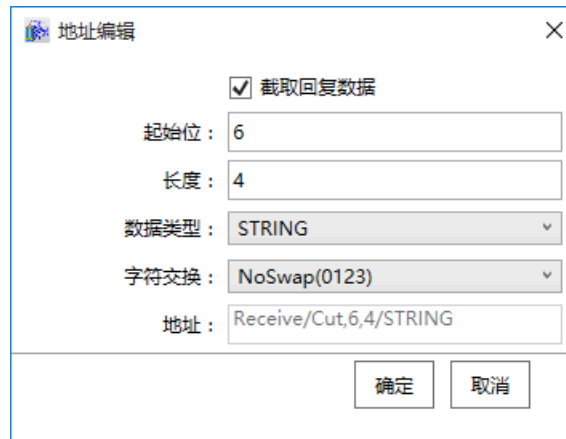 地址编辑
截取回复数据
起始位：6
长度：4
数据类型：STRING
字符交换：NoSwap(0123)
地址：Receive/Cut,6,4/STRING
确定 取消